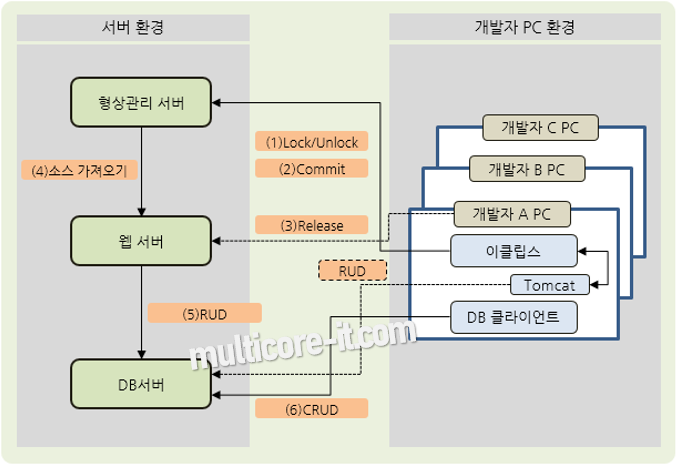 서버 환경
개발자 PC 환경
형상관리 서버
(1)Lock/Unlock
(2)Commit
(4)소스 가져오기
(3)Release
웹 서버
RUD
(5)RUD
DB서버
(6)CRUD
개발자 C PC
개발자 B PC
개발자 A PC
이클립스
Tomcat
DB 클라이언트
multicore-it.com